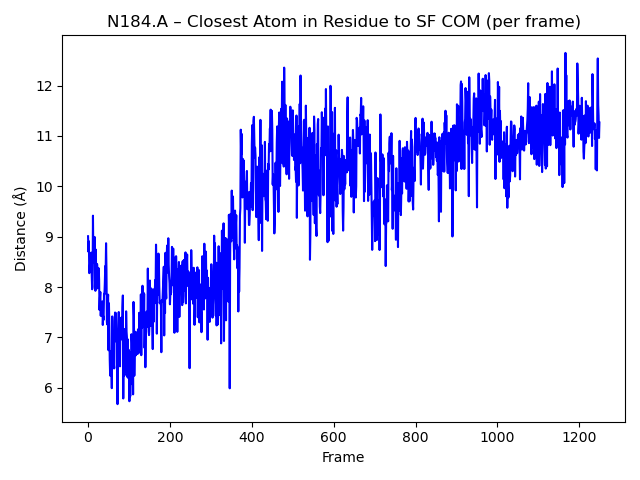 N184.A – Closest Atom in Residue to SF COM (per frame)
Distance (Å)
12
11
10
9
8
7
6
0 200 400 600 800 1000 1200
Frame